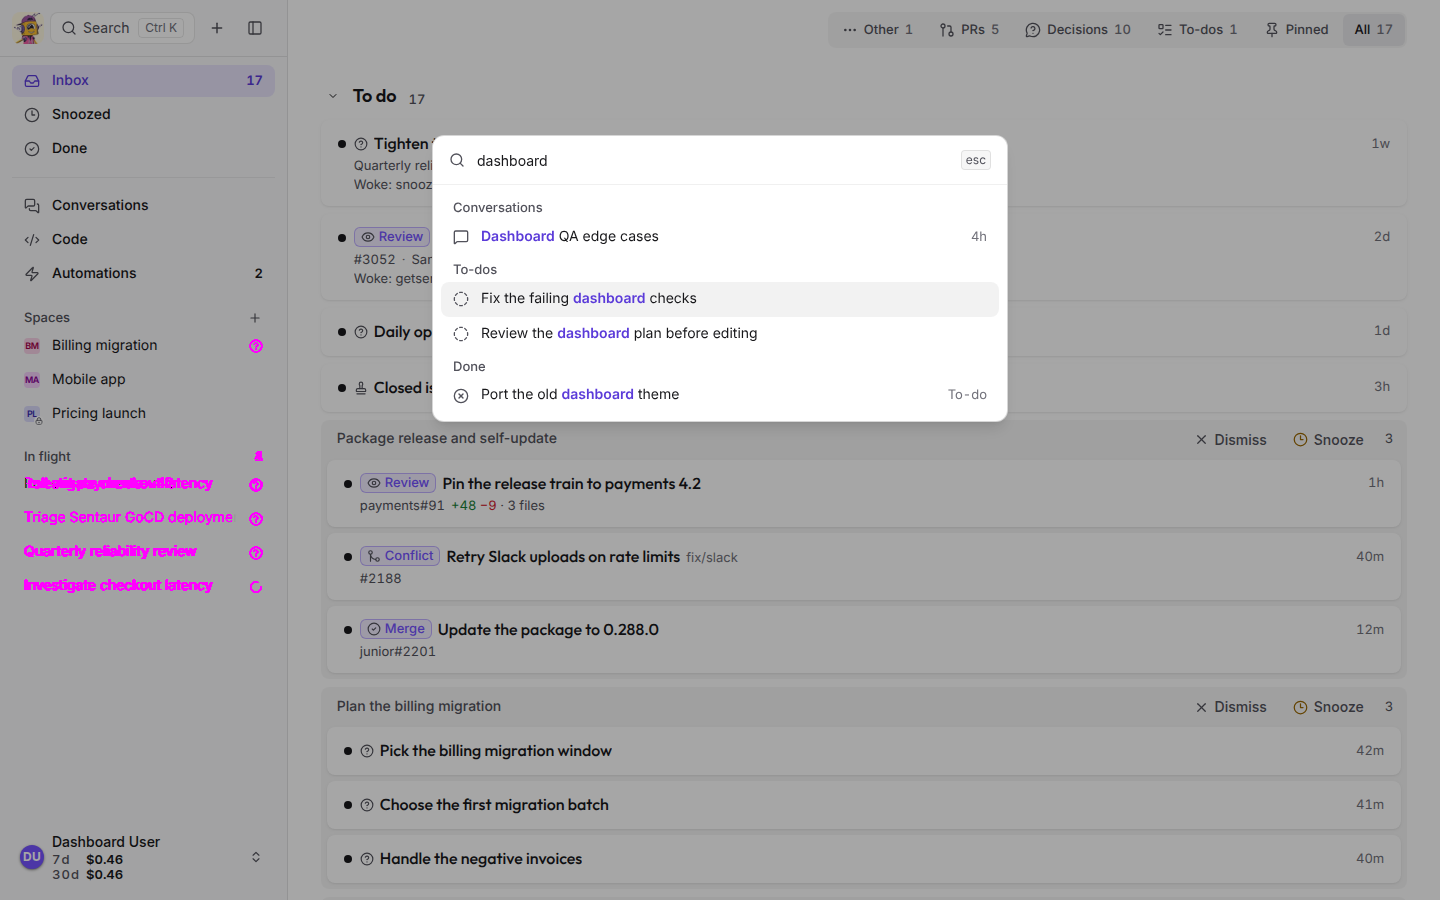 Search Ctrl K
Inbox 17
Snoozed
Done
Conversations
Code
Automations 2
Spaces
BM Billing migration
MA Mobile app
PL Pricing launch
In flight
Triage Sentaur GoCD deployme
Quarterly reliability review
Investigate checkout latency
DU Dashboard User
7d $0.46
30d $0.46
Other 1 PRs 5 Decisions 10 To-dos 1 Pinned All 17
To do 17
Tighten 1w
Quarterly reli
Woke: snooz
Review 2d
#3052 · Sar
Woke: getser
Daily op 1d
Closed is 3h
dashboard esc
Conversations
Dashboard QA edge cases 4h
To-dos
Fix the failing dashboard checks
Review the dashboard plan before editing
Done
Port the old dashboard theme To-do
Package release and self-update Dismiss Snooze 3
Review Pin the release train to payments 4.2 1h
payments#91 +48 −9 · 3 files
Conflict Retry Slack uploads on rate limits fix/slack 40m
#2188
Merge Update the package to 0.288.0 12m
junior#2201
Plan the billing migration Dismiss Snooze 3
Pick the billing migration window 42m
Choose the first migration batch 41m
Handle the negative invoices 40m